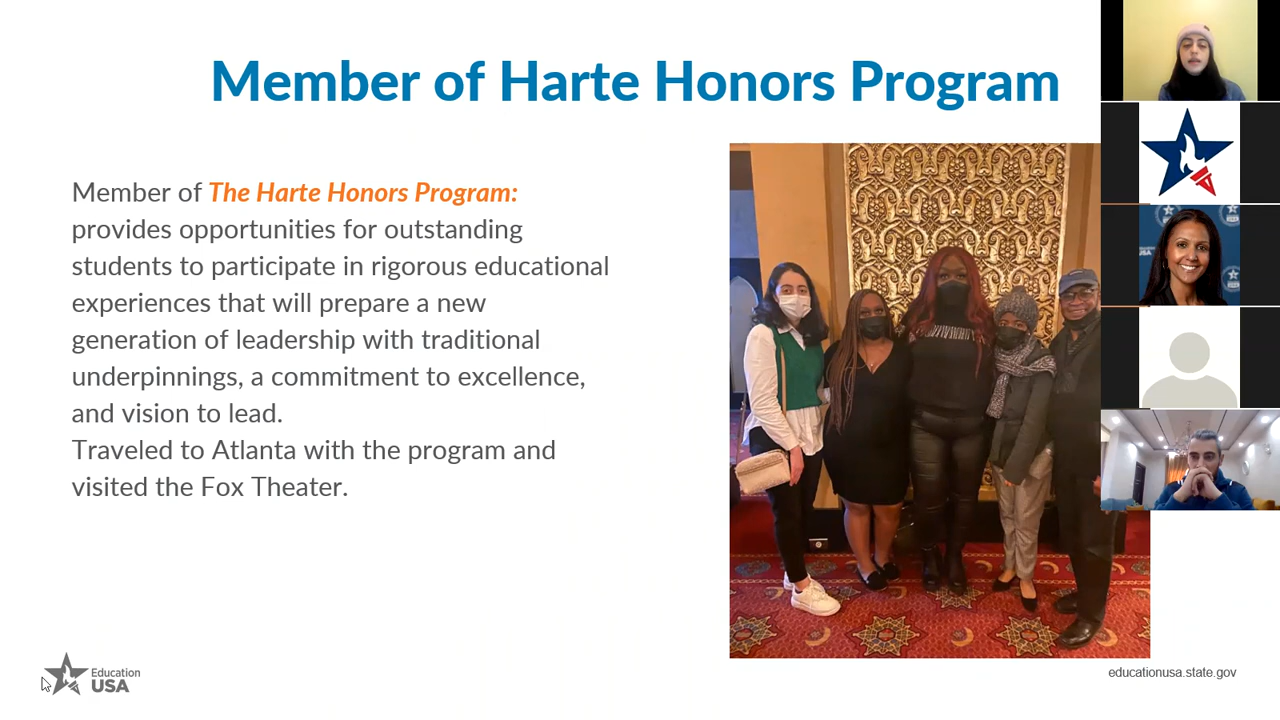 Member of Harte Honors Program
Member of The Harte Honors Program:
provides opportunities for outstanding
students to participate in rigorous educational
experiences that will prepare a new
generation of leadership with traditional
underpinnings, a commitment to excellence,
and vision to lead.
Traveled to Atlanta with the program and
visited the Fox Theater.
Education
USA
educationusa.state.gov